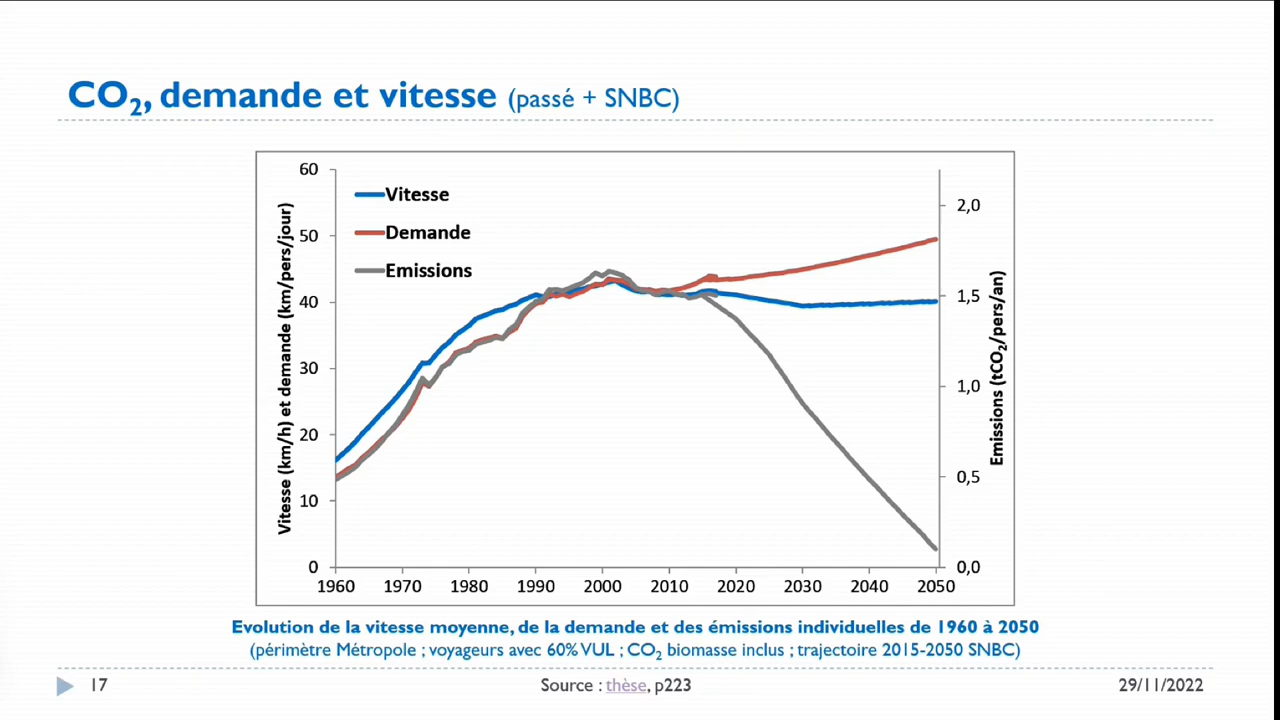 CO₂, demande et vitesse (passé + SNBC)
Vitesse (km/h) et demande (km/pers/jour)
60
50
40
30
20
10
0
Vitesse
Demande
Emissions
2,0
1,5
1,0
0,5
0,0
Emissions (tCO₂/pers/an)
1960 1970 1980 1990 2000 2010 2020 2030 2040 2050
Evolution de la vitesse moyenne, de la demande et des émissions individuelles de 1960 à 2050
(périmètre Métropole ; voyageurs avec 60% VUL ; CO₂ biomasse inclus ; trajectoire 2015-2050 SNBC)
17 Source : thèse, p223 29/11/2022